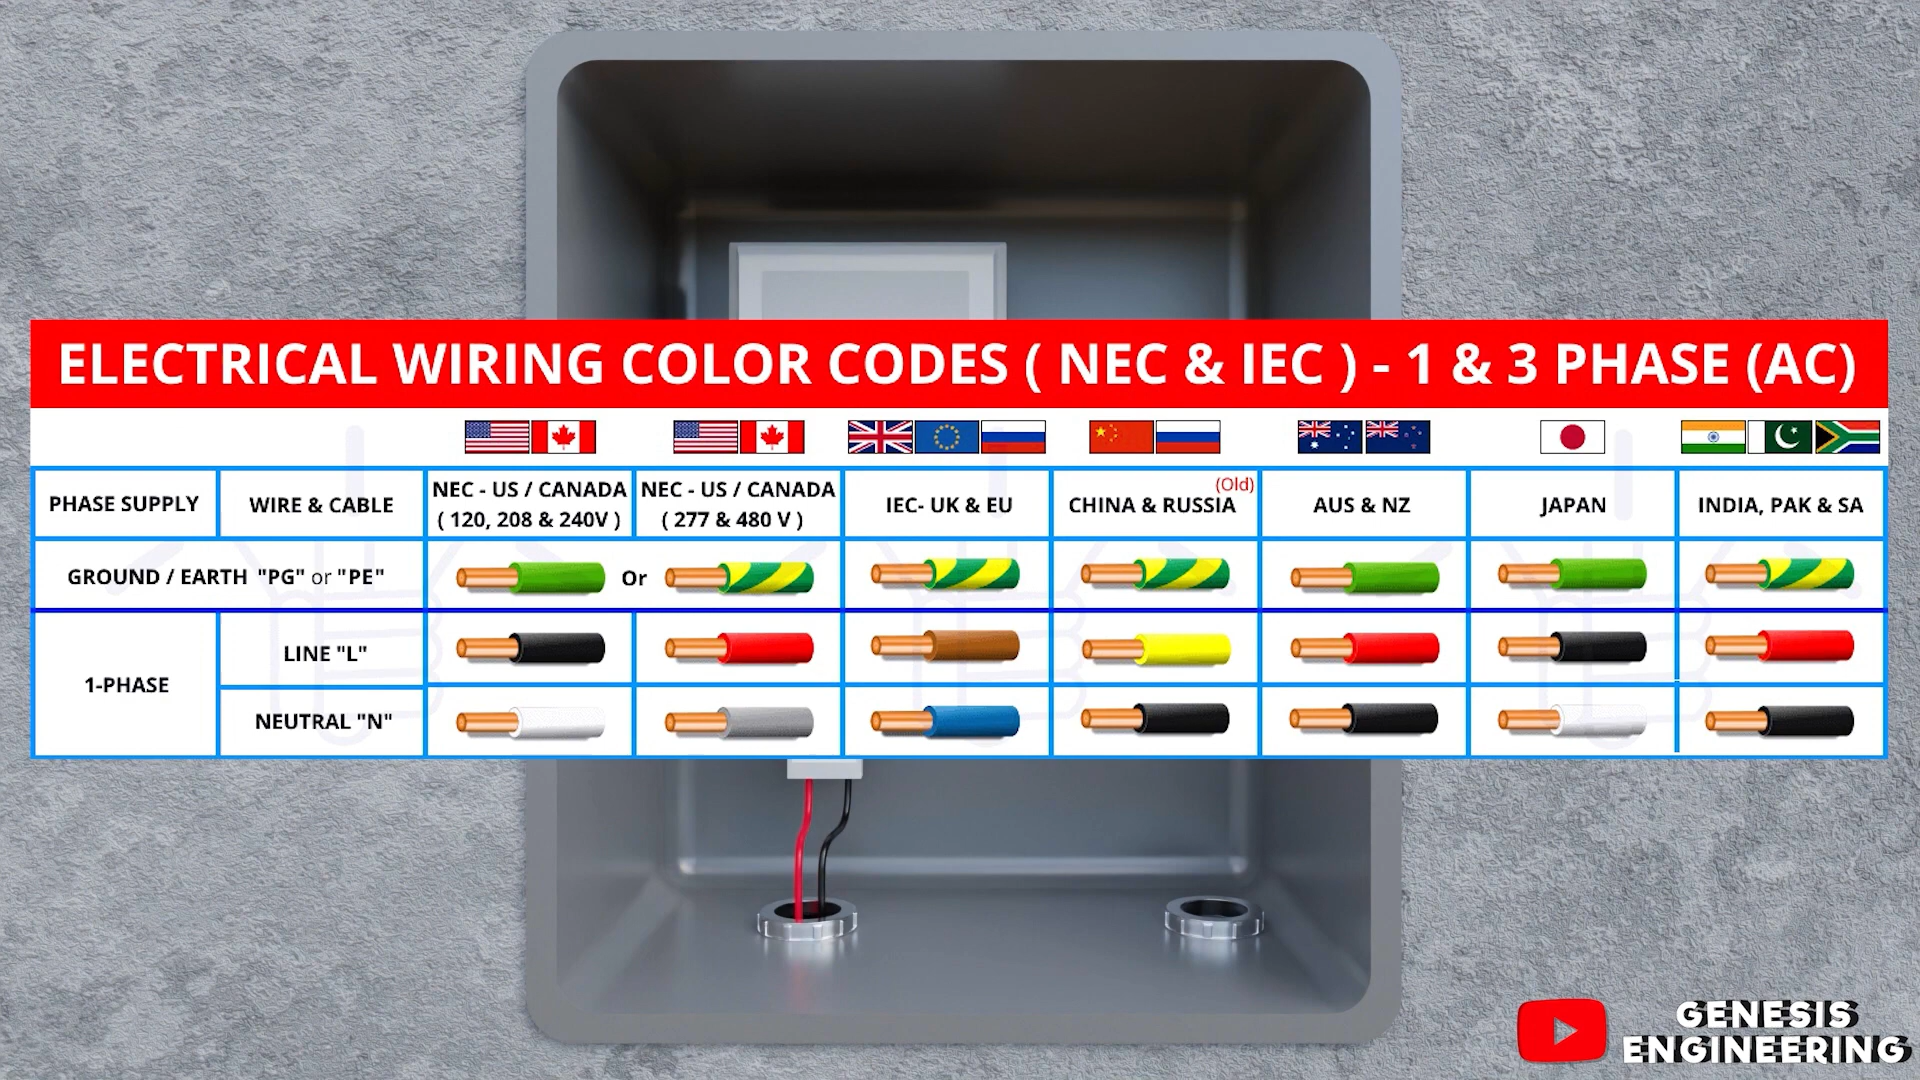 ELECTRICAL WIRING COLOR CODES ( NEC & IEC ) - 1 & 3 PHASE (AC)
PHASE SUPPLY
WIRE & CABLE
NEC - US / CANADA
( 120, 208 & 240V )
NEC - US / CANADA
( 277 & 480 V )
IEC- UK & EU
(Old)
CHINA & RUSSIA
AUS & NZ
JAPAN
INDIA, PAK & SA
GROUND / EARTH "PG" or "PE"
Or
1-PHASE
LINE "L"
NEUTRAL "N"
GENESIS
ENGINEERING